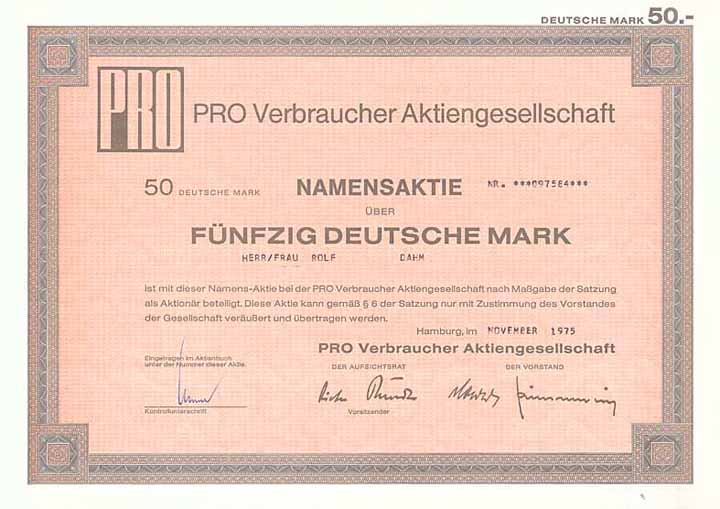 DEUTSCHE MARK 50.-
PRO
PRO Verbraucher Aktiengesellschaft
50 DEUTSCHE MARK NAMENSAKTIE NR. ***097584***
ÜBER
FÜNFZIG DEUTSCHE MARK
HERR/FRAU ROLF DAHM
ist mit dieser Namens-Aktie bei der PRO Verbraucher Aktiengesellschaft nach Maßgabe der Satzung
als Aktionär beteiligt. Diese Aktie kann gemäß § 6 der Satzung nur mit Zustimmung des Vorstandes
der Gesellschaft veräußert und übertragen werden.
Hamburg, im NOVEMBER 1975
PRO Verbraucher Aktiengesellschaft
Eingetragen im Aktienbuch
unter der Nummer dieser Aktie.
DER AUFSICHTSRAT DER VORSTAND
Kontrollunterschrift
Vorsitzender